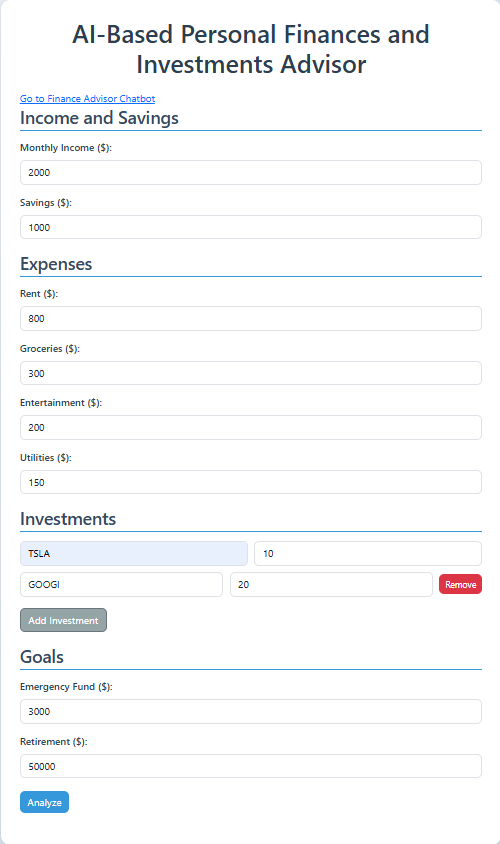 AI-Based Personal Finances and
Investments Advisor
Go to Finance Advisor Chatbot
Income and Savings
Monthly Income ($):
2000
Savings ($):
1000
Expenses
Rent ($):
800
Groceries ($):
300
Entertainment ($):
200
Utilities ($):
150
Investments
TSLA 10
GOOGl 20 Remove
Add Investment
Goals
Emergency Fund ($):
3000
Retirement ($):
50000
Analyze